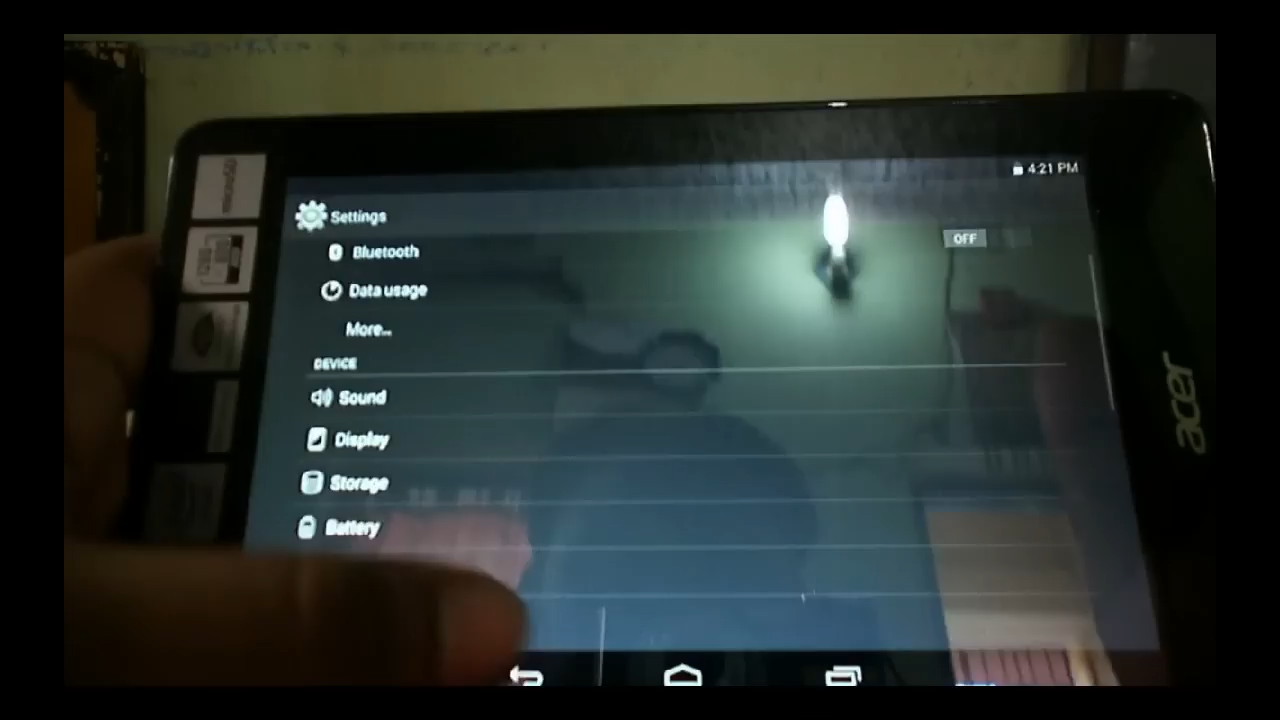 4:21 PM
Settings
Bluetooth
OFF
Data usage
More...
DEVICE
Sound
Display
Storage
Battery
acer